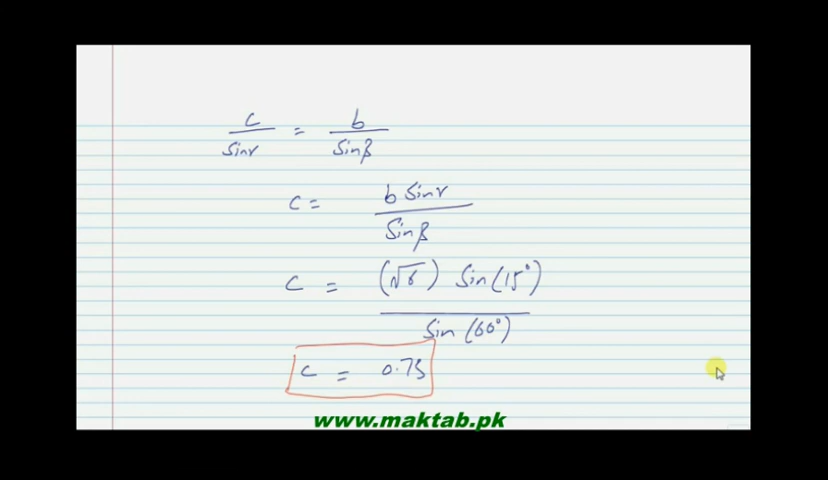 c/sinγ = b/sinβ
c = b sinγ/sinβ
c = (√6) sin(15°)/sin(60°)
c = 0.73
www.maktab.pk